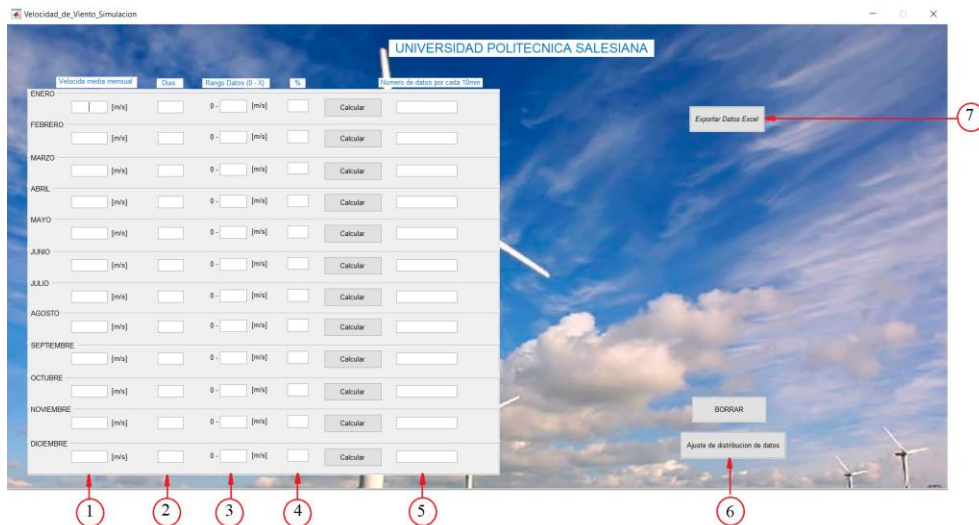 Velocidad_de_Viento_Simulacion
UNIVERSIDAD POLITECNICA SALESIANA
Velocida media mensual Dias Rango Datos (0 - X) % Numero de datos por cada 10min
ENERO
[m/s] 0 - [m/s] Calcular
FEBRERO
[m/s] 0 - [m/s] Calcular
MARZO
[m/s] 0 - [m/s] Calcular
ABRIL
[m/s] 0 - [m/s] Calcular
MAYO
[m/s] 0 - [m/s] Calcular
JUNIO
[m/s] 0 - [m/s] Calcular
JULIO
[m/s] 0 - [m/s] Calcular
AGOSTO
[m/s] 0 - [m/s] Calcular
SEPTIEMBRE
[m/s] 0 - [m/s] Calcular
OCTUBRE
[m/s] 0 - [m/s] Calcular
NOVIEMBRE
[m/s] 0 - [m/s] Calcular
DICIEMBRE
[m/s] 0 - [m/s] Calcular
Exportar Datos Excel
7
BORRAR
Ajuste de distribucion de datos
1 2 3 4 5 6